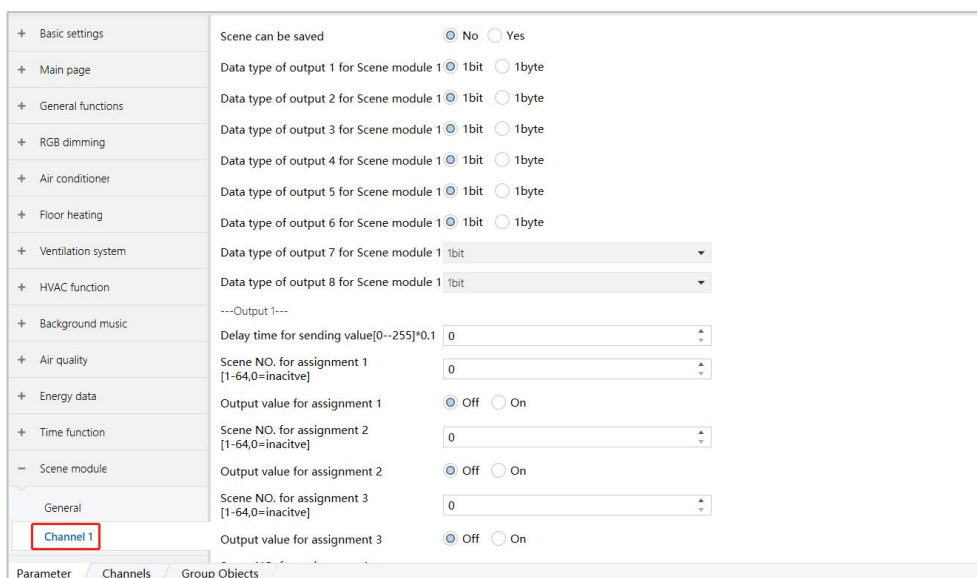 Basic settings
Main page
General functions
RGB dimming
Air conditioner
Floor heating
Ventilation system
HVAC function
Background music
Air quality
Energy data
Time function
Scene module
General
Channel 1
Scene can be saved No Yes
Data type of output 1 for Scene module 1 1bit 1byte
Data type of output 2 for Scene module 1 1bit 1byte
Data type of output 3 for Scene module 1 1bit 1byte
Data type of output 4 for Scene module 1 1bit 1byte
Data type of output 5 for Scene module 1 1bit 1byte
Data type of output 6 for Scene module 1 1bit 1byte
Data type of output 7 for Scene module 1 1bit
Data type of output 8 for Scene module 1 1bit
---Output 1---
Delay time for sending value[0--255]*0.1 0
Scene NO. for assignment 1
[1-64,0=inacitve] 0
Output value for assignment 1 Off On
Scene NO. for assignment 2
[1-64,0=inacitve] 0
Output value for assignment 2 Off On
Scene NO. for assignment 3
[1-64,0=inacitve] 0
Output value for assignment 3 Off On
Parameter Channels Group Objects